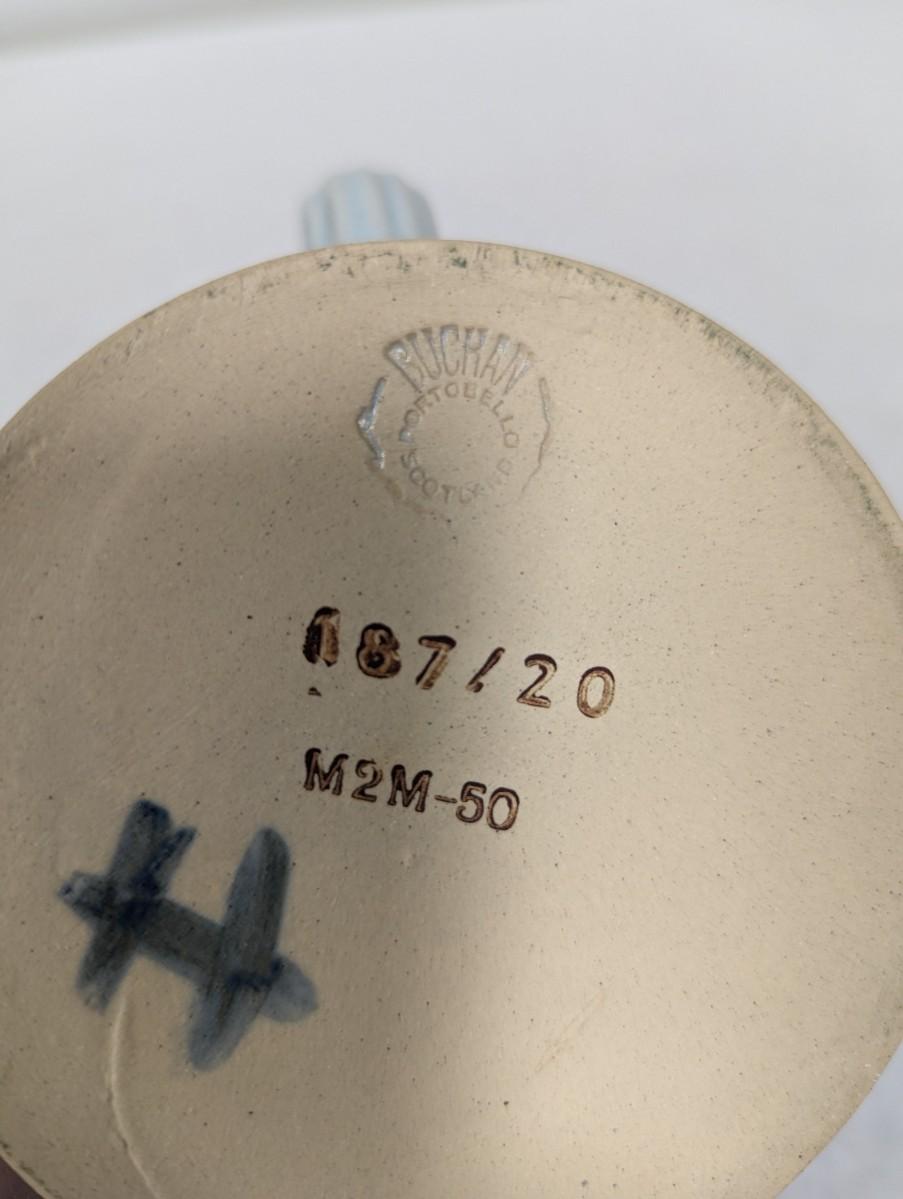 BUCHAN
PORTOBELLO
SCOTLAND
187/20
M2M-50
H